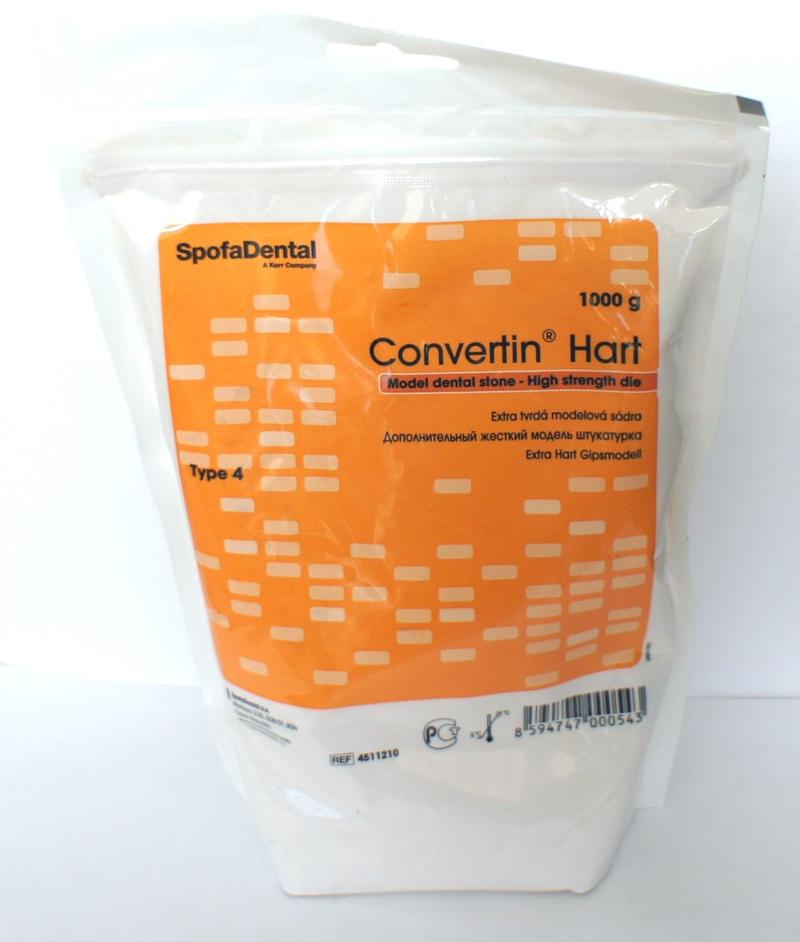 SpofaDental
A Kerr Company
1000 g
Convertin® Hart
Model dental stone - High strength die
Extra tvrdá modelová sádra
Дополнительный жесткий модель штукатурка
Extra Hart Gipsmodell
Type 4
SpofaDental a.s.
REF 4511210
8 594747 000543